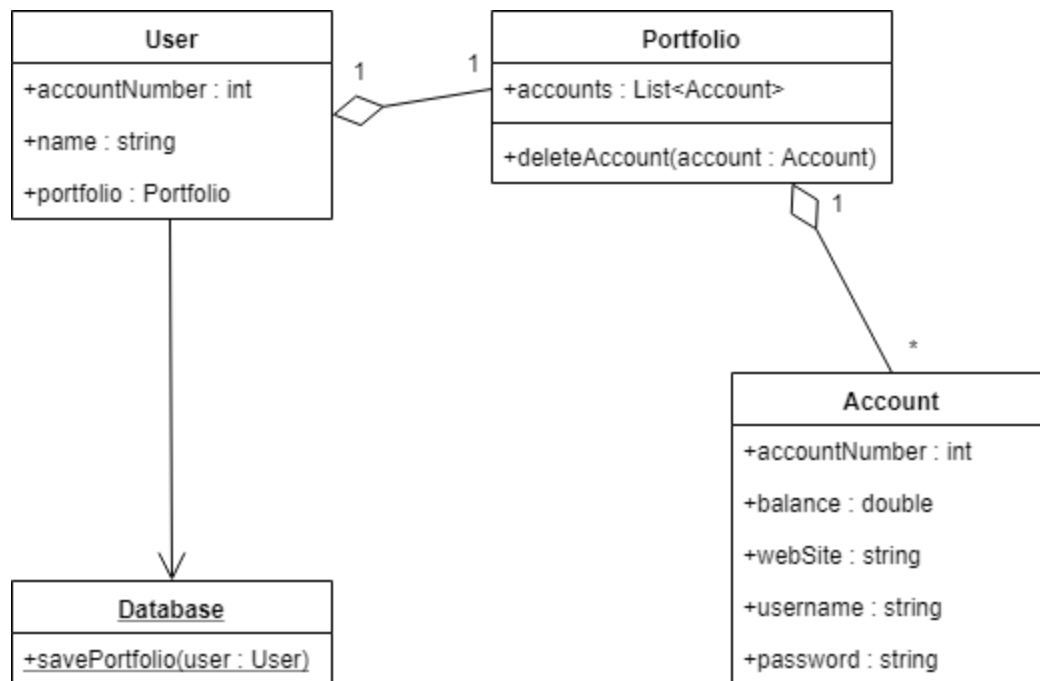 User
+accountNumber : int
+name : string
+portfolio : Portfolio
1
1
Portfolio
+accounts : List<Account>
+deleteAccount(account : Account)
1
*
Account
+accountNumber : int
+balance : double
+webSite : string
+username : string
+password : string
Database
+savePortfolio(user : User)